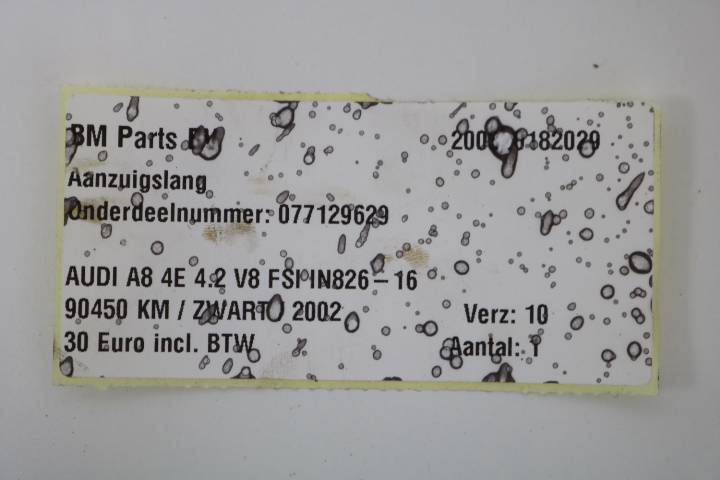 BM Parts BV
Aanzuigslang
Onderdeelnummer: 077129629
AUDI A8 4E 4.2 V8 FSI IN826-16
90450 KM / ZWART 2002 Verz: 10
30 Euro incl. BTW Aantal: 1